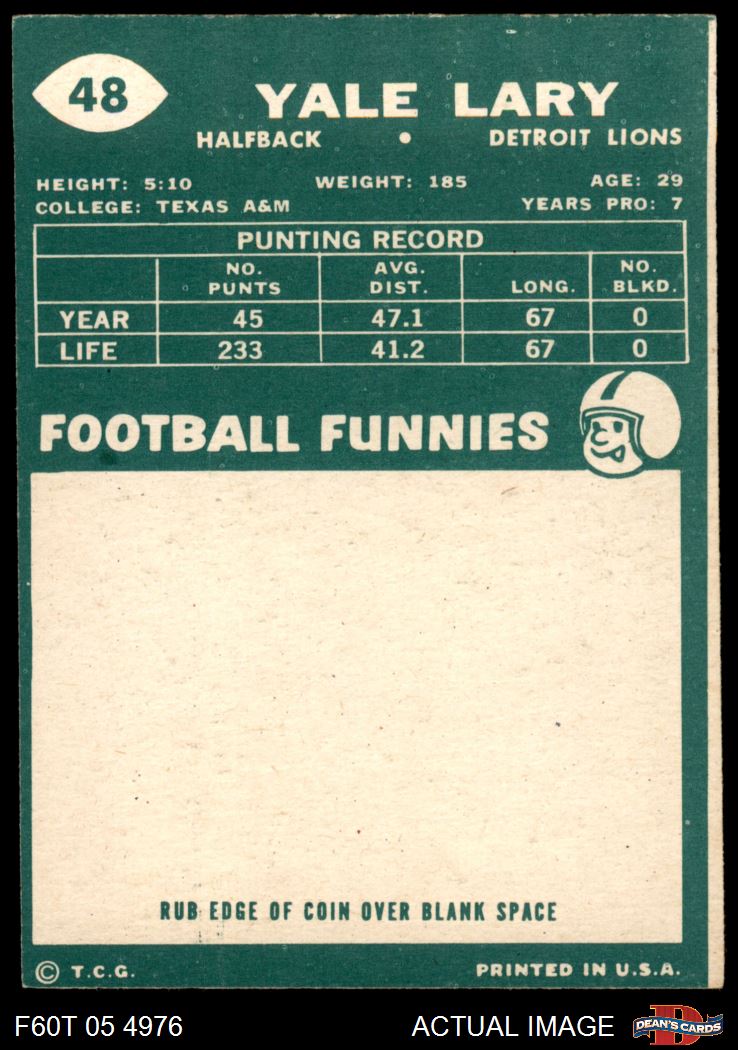 48
YALE LARY
HALFBACK • DETROIT LIONS
HEIGHT: 5:10 WEIGHT: 185 AGE: 29
COLLEGE: TEXAS A&M YEARS PRO: 7
PUNTING RECORD
NO. PUNTS AVG. DIST. LONG. NO. BLKD.
YEAR 45 47.1 67 0
LIFE 233 41.2 67 0
FOOTBALL FUNNIES
RUB EDGE OF COIN OVER BLANK SPACE
© T.C.G. PRINTED IN U.S.A.
F60T 05 4976 ACTUAL IMAGE D DEAN'S CARDS